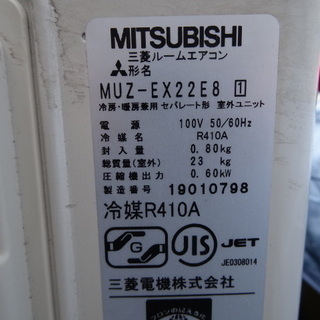 MITSUBISHI
三菱ルームエアコン
形名
MUZ-EX22E8 1
冷房・暖房兼用 セパレート形 室外ユニット
電源 100V 50/60Hz
冷媒名 R410A
封入量 0.80kg
総質量(室外) 23 kg
圧縮機出力 0.60kW
製造番号 19010798
冷媒R410A
G JIS JET
JE0308014
三菱電機株式会社